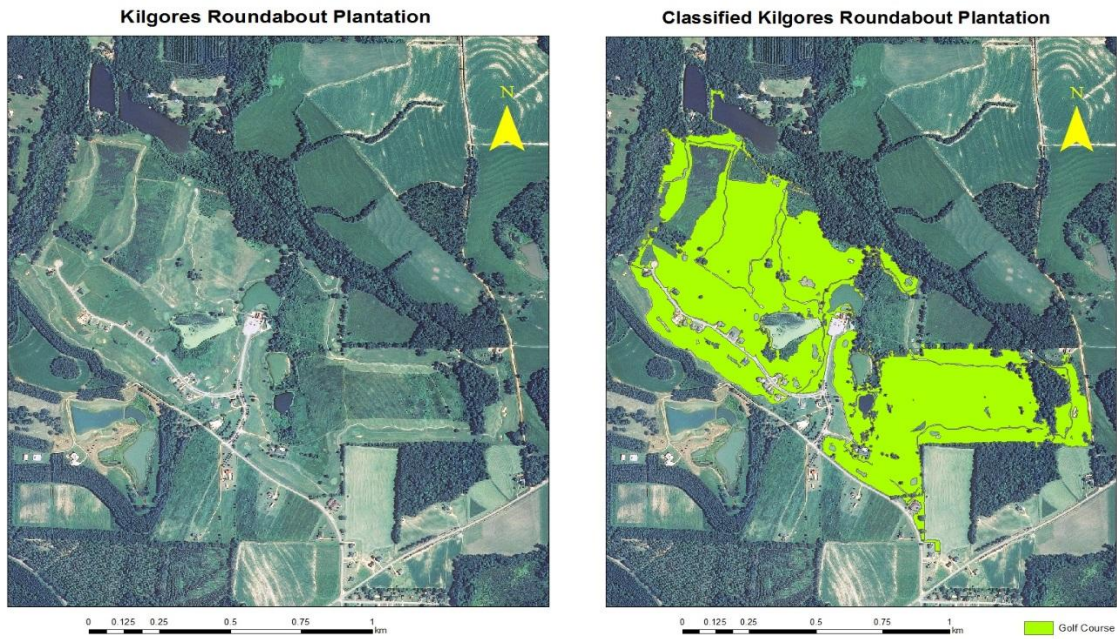 Kilgores Roundabout Plantation
Classified Kilgores Roundabout Plantation
N
N
0 0.125 0.25 0.5 0.75 1
km
0 0.125 0.25 0.5 0.75 1
km
Golf Course